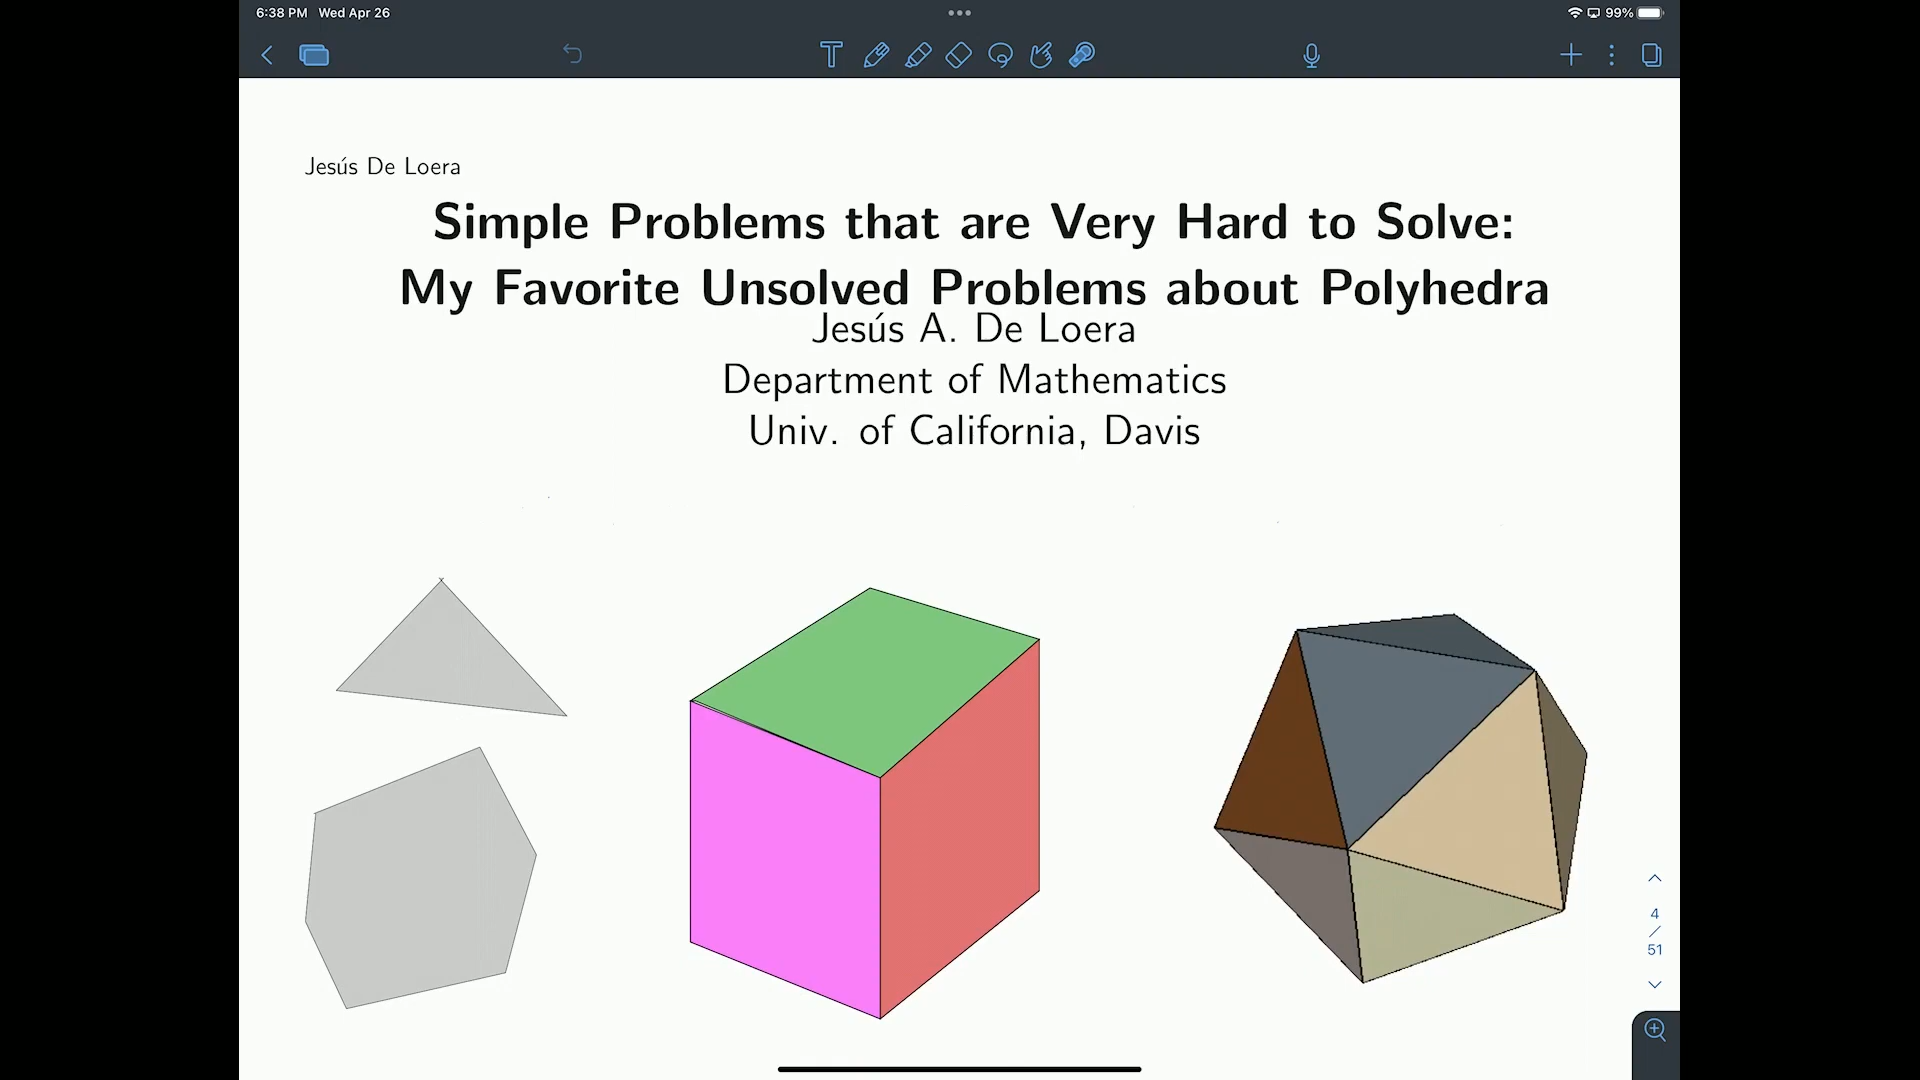 6:38 PM Wed Apr 26
99%
Jesús De Loera
Simple Problems that are Very Hard to Solve:
My Favorite Unsolved Problems about Polyhedra
Jesús A. De Loera
Department of Mathematics
Univ. of California, Davis
4
/
51